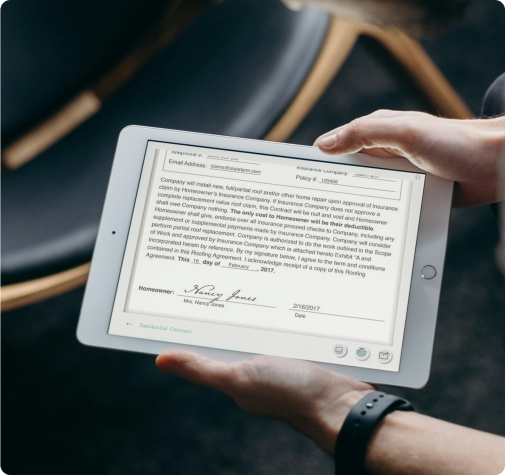 Telephone #:
Insurance Company
Email Address: claims@statefarm.com
Policy #: 123456
Company will install new, full/partial roof and/or other home repair upon approval of insurance
claim by Homeowner's Insurance Company. If Insurance Company does not approve a
complete replacement value roof claim, this Contract will be null and void and Homeowner
shall owe Company nothing. The only cost to Homeowner will be their deductible.
Homeowner shall give, endorse over all insurance proceed checks to Company, including any
supplement or supplementary payments made by Insurance Company. Company will consider
perform partial roof replacement. Company is authorized to do the work outlined in the Scope
of Work and approved by Insurance Company which is attached hereto Exhibit "A and
incorporated herein by reference. By my signature below, I agree to the term and conditions
contained in this Roofing Agreement. I acknowledge receipt of a copy of this Roofing
Agreement. This 16 day of February, 2017.
Homeowner: Nancy Jones
Mrs. Nancy Jones
2/16/2017
Date
← Residential Contract